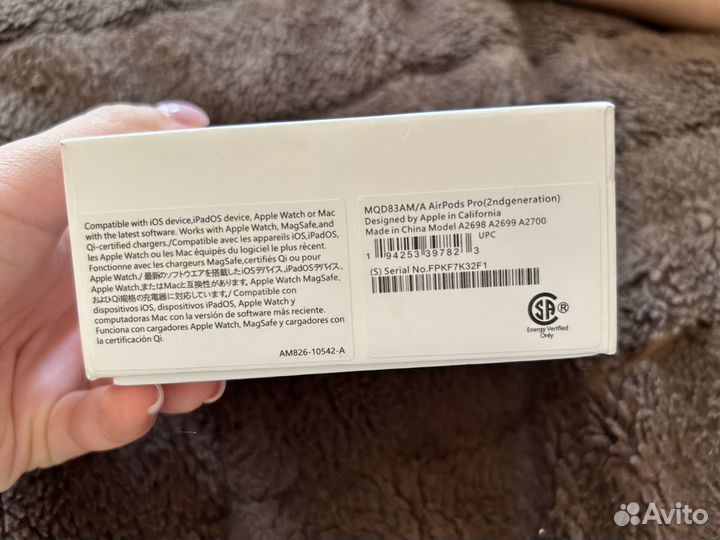 Compatible with iOS device,iPadOS device, Apple Watch or Mac
with the latest software. Works with Apple Watch, MagSafe,and
Qi-certified chargers./Compatible avec les appareils iOS,iPadOS,
les Apple Watch ou les Mac équipés du logiciel le plus récent.
Fonctionne avec les chargeurs MagSafe,certifiés Qi ou pour
Apple Watch./最新のソフトウエアを搭載したiOSデバイス,iPadOSデバイス,
Apple Watch,またはMacと互換性があります. Apple Watch MagSafe,
およびQi規格の充電器に対応しています./ Compatible con
dispositivos iOS, dispositivos iPadOS, Apple Watch y
computadoras Mac con la versión de software más reciente.
Funciona con cargadores Apple Watch, MagSafe y cargadores con
la certificación Qi.
AM826-10542-A
MQD83AM/A AirPods Pro(2ndgeneration)
Designed by Apple in California
Made in China Model A2698 A2699 A2700
UPC
1 94253 39782 3
(S) Serial No.FPKF7K32F1
SA ®
Energy Verified
Only
Avito